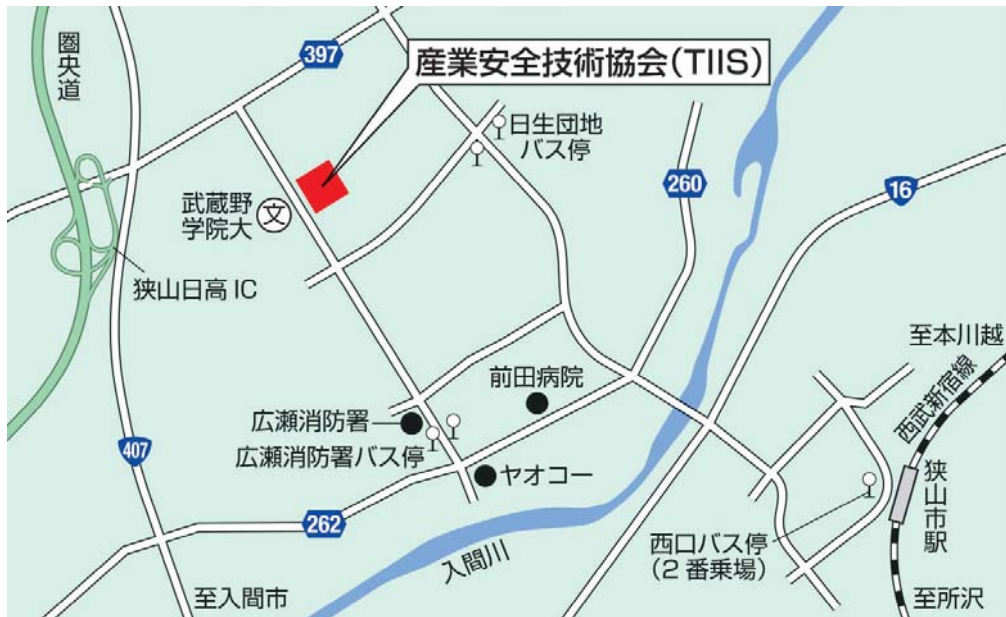 圏央道
397
産業安全技術協会(TIIS)
日生団地
バス停
260
16
武蔵野
学院大
文
狭山日高IC
至本川越
西武新宿線
前田病院
広瀬消防署
407
広瀬消防署バス停
ヤオコー
狭山市駅
262
入間川
西口バス停
(2番乗場)
至入間市
至所沢